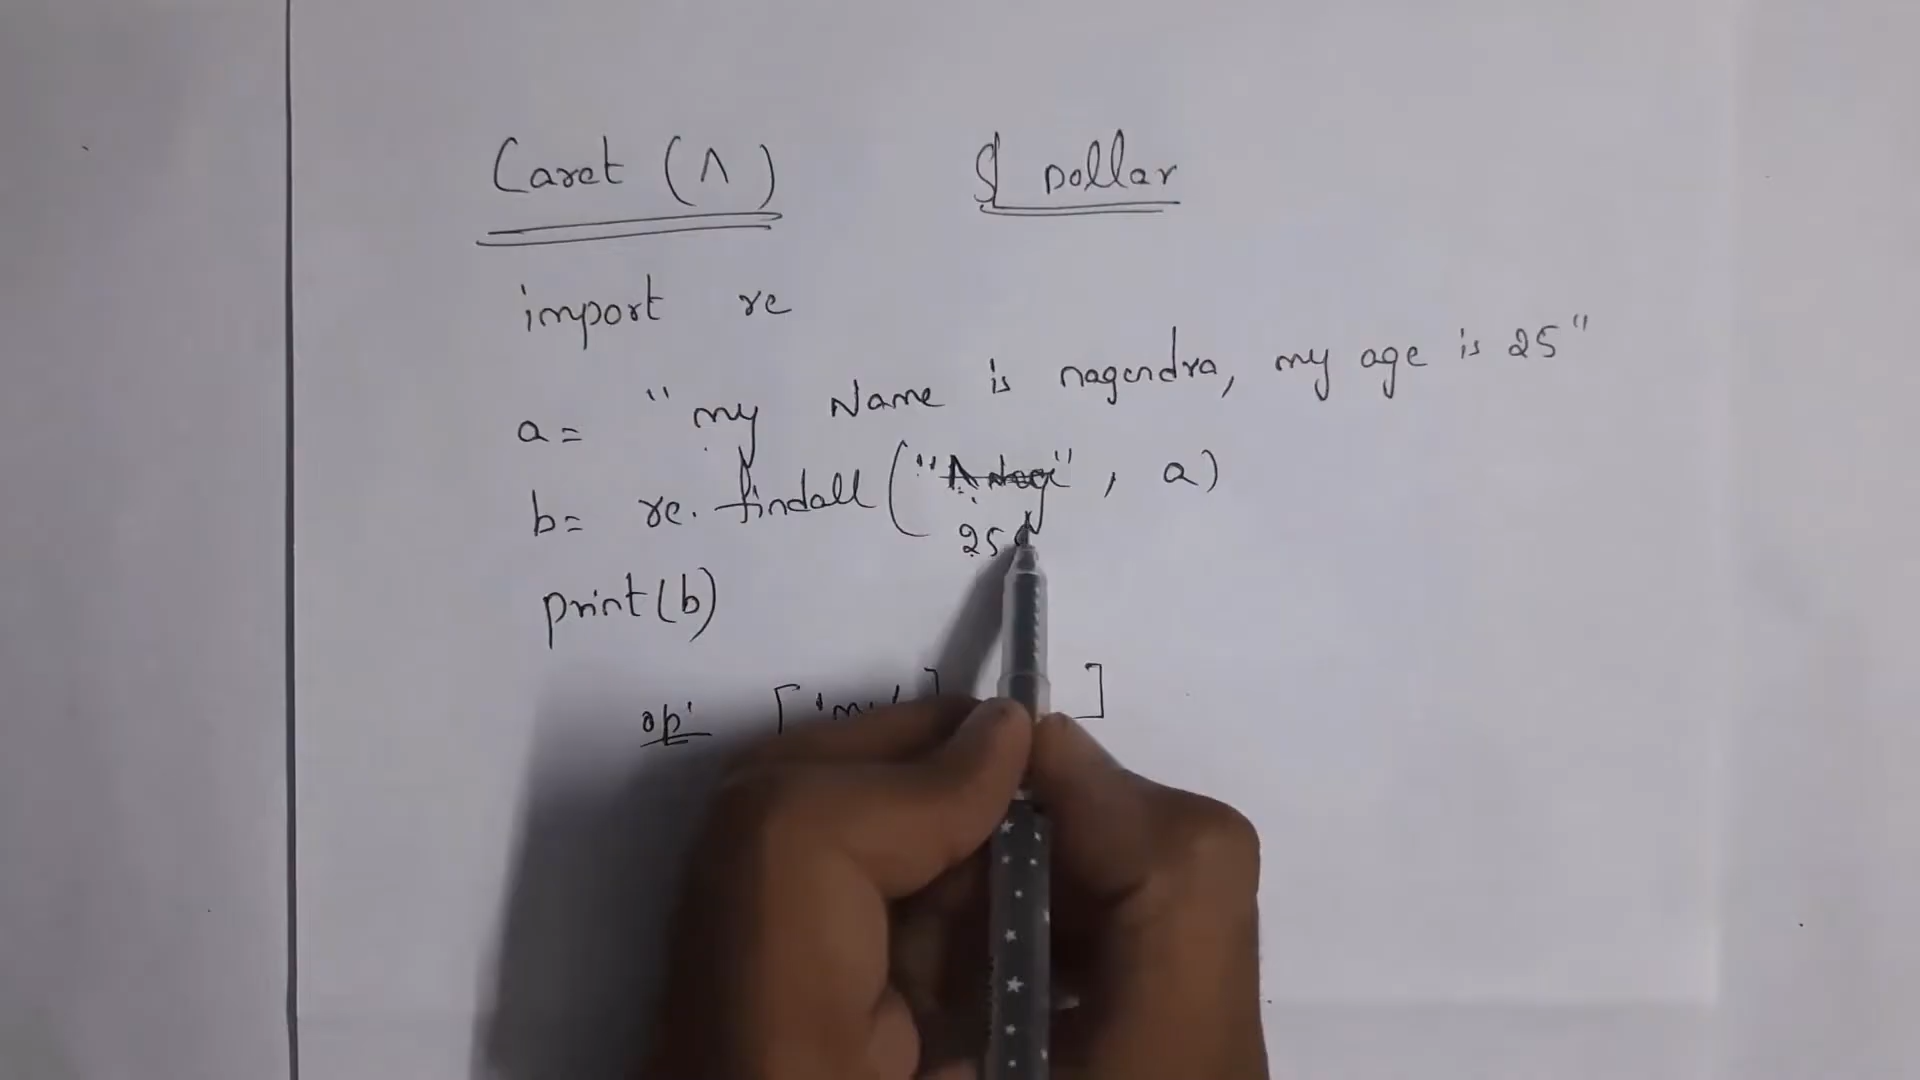 Caret (^) $ Dollar
import re
a= "my Name is nagendra, my age is 25"
b= re.findall(" " , a)
25
print(b)
op: [ ' ' ] ]